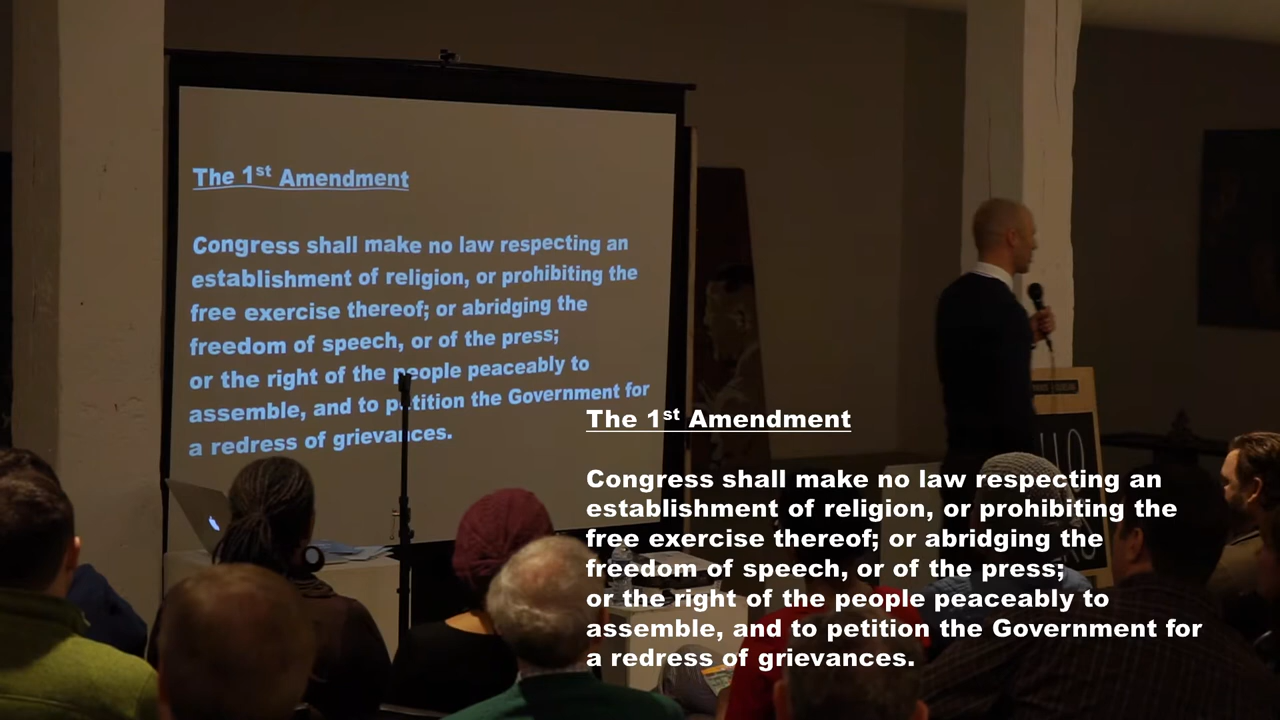 The 1st Amendment
Congress shall make no law respecting an
establishment of religion, or prohibiting the
free exercise thereof; or abridging the
freedom of speech, or of the press;
or the right of the people peaceably to
assemble, and to petition the Government for
a redress of grievances.
The 1st Amendment
Congress shall make no law respecting an
establishment of religion, or prohibiting the
free exercise thereof; or abridging the
freedom of speech, or of the press;
or the right of the people peaceably to
assemble, and to petition the Government for
a redress of grievances.